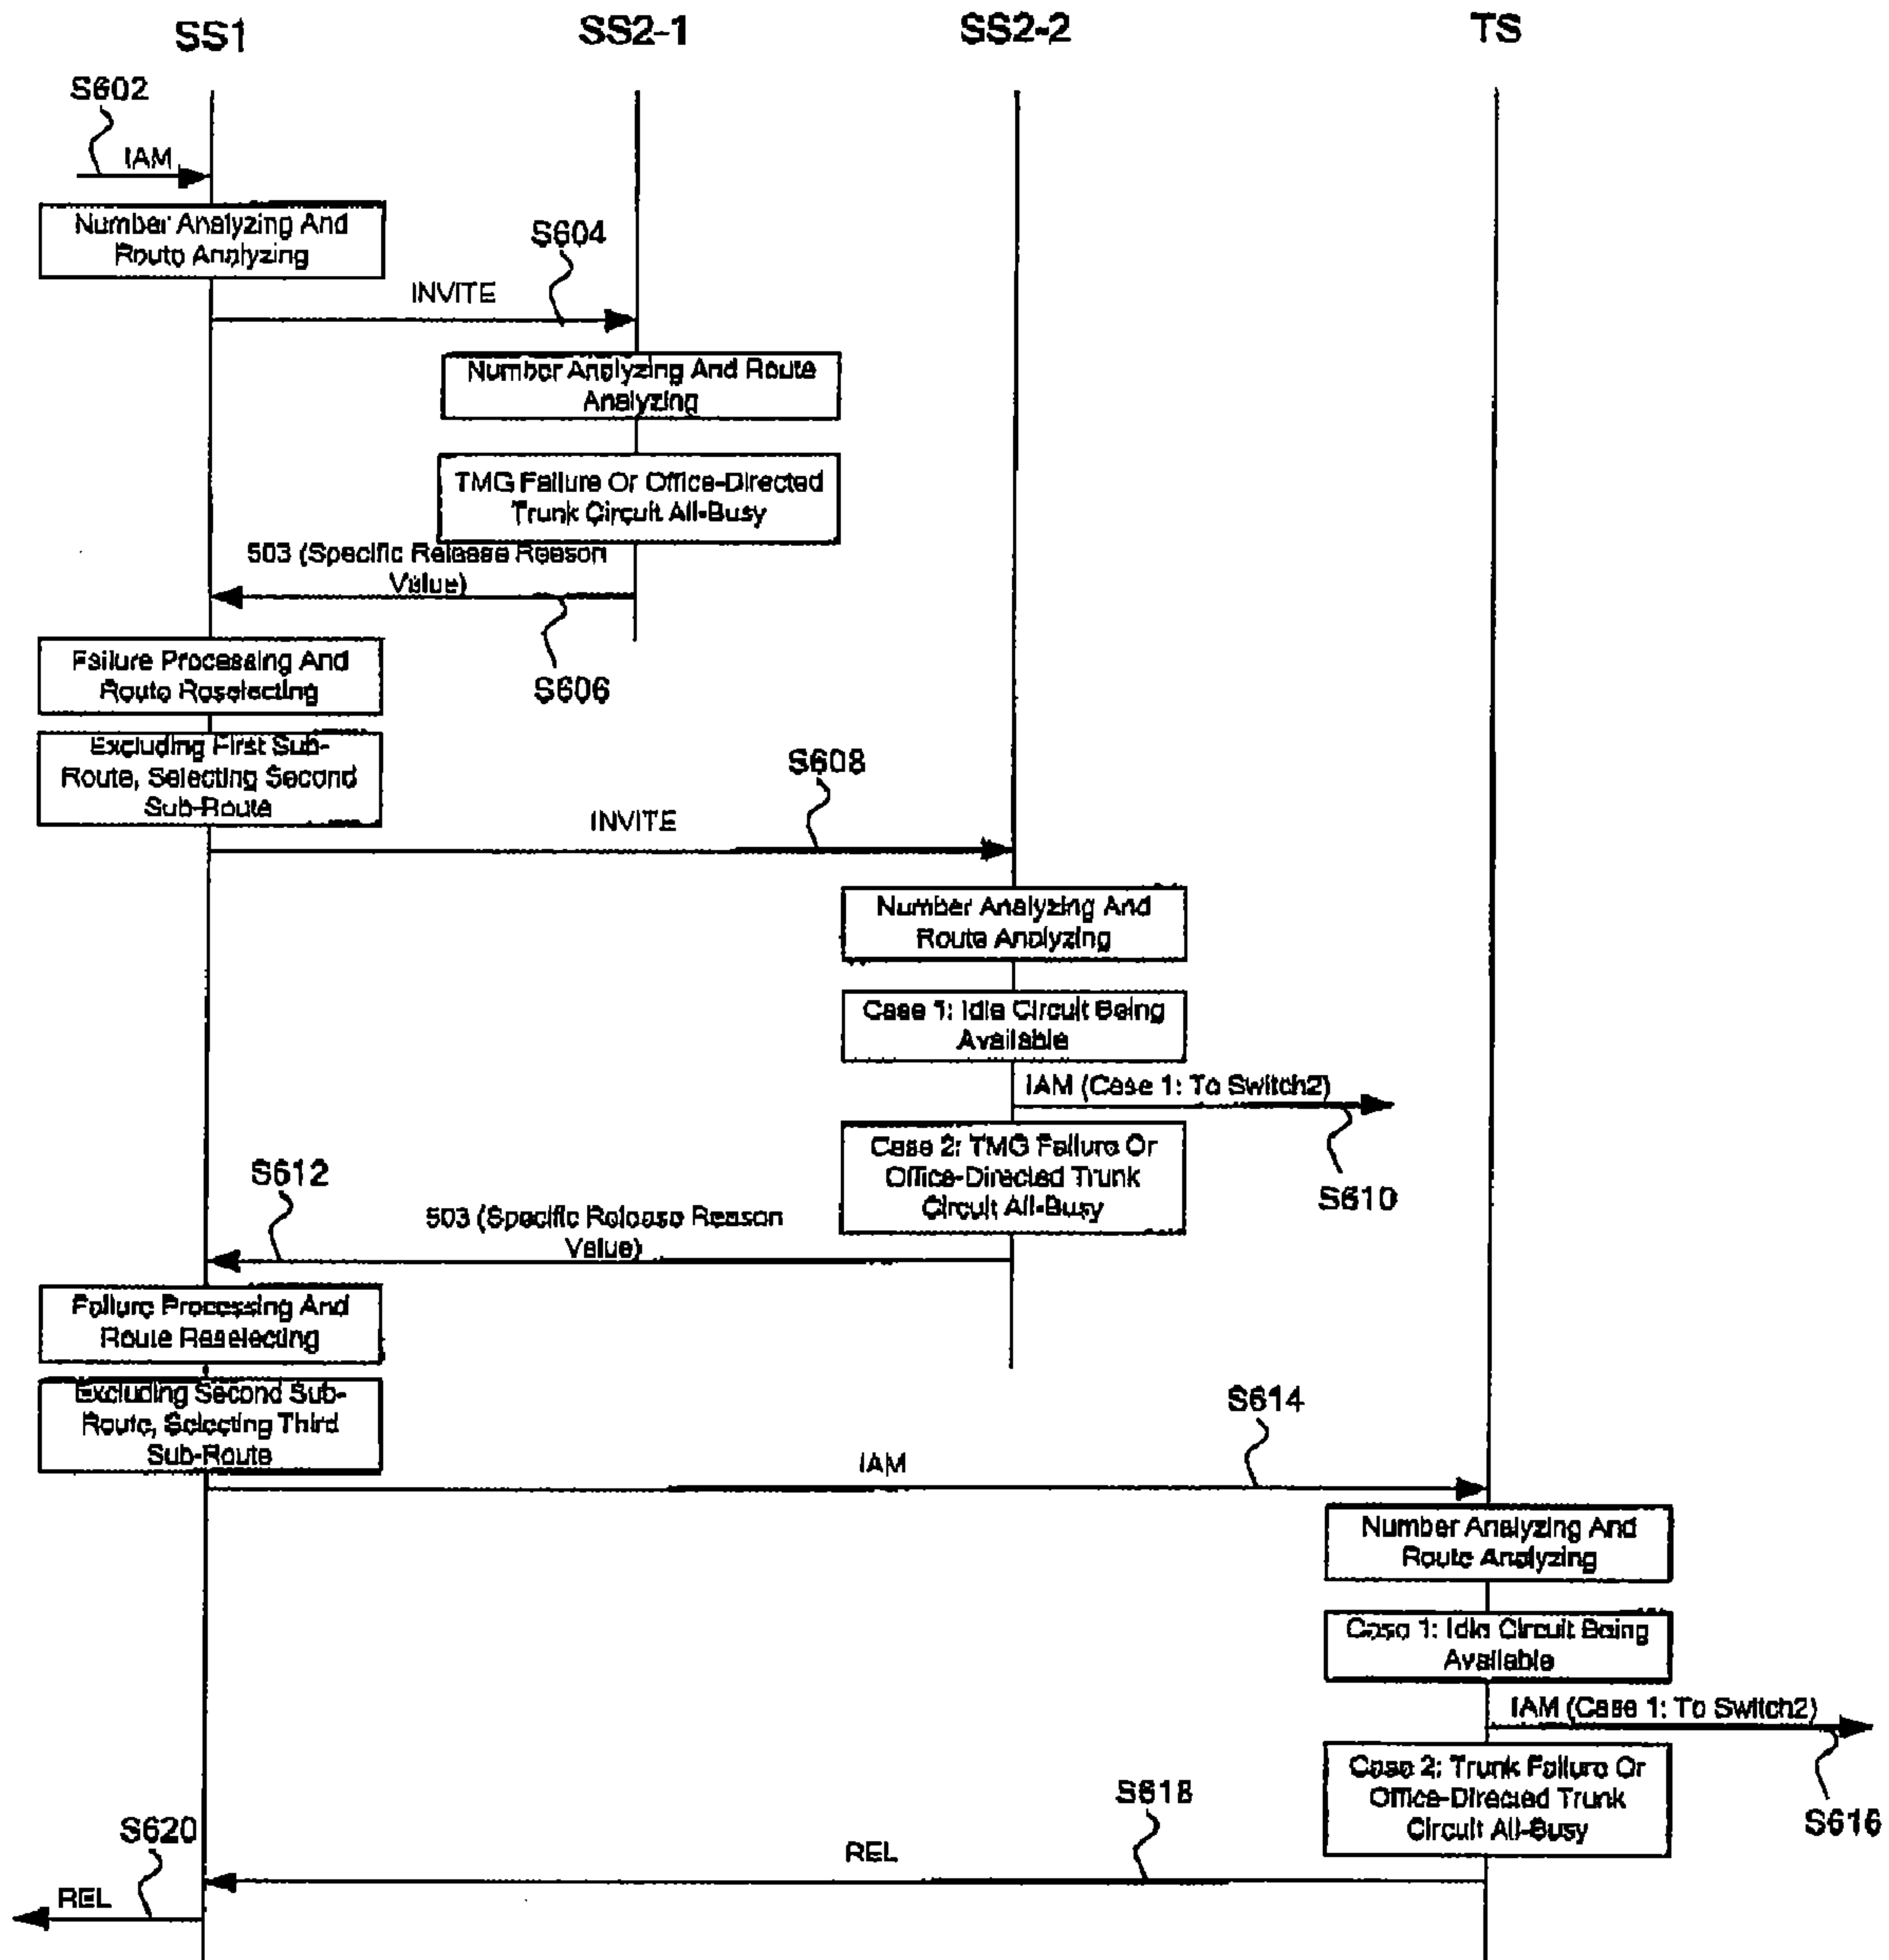 SS1
SS2-1
SS2-2
TS
S602
IAM
Number Analyzing And
Route Analyzing
S604
INVITE
Number Analyzing And Route
Analyzing
TMG Failure Or Office-Directed
Trunk Circuit All-Busy
503 (Specific Release Reason
Value)
S606
Failure Processing And
Route Reselecting
Excluding First Sub-
Route, Selecting Second
Sub-Route
S608
INVITE
Number Analyzing And
Route Analyzing
Case 1: Idle Circuit Being
Available
IAM (Case 1: To Switch2)
S610
Case 2: TMG Failure Or
Office-Directed Trunk
Circuit All-Busy
S612
503 (Specific Release Reason
Value)
Failure Processing And
Route Reselecting
Excluding Second Sub-
Route, Selecting Third
Sub-Route
S614
IAM
Number Analyzing And
Route Analyzing
Case 1: Idle Circuit Being
Available
IAM (Case 1: To Switch2)
S616
Case 2: Trunk Failure Or
Office-Directed Trunk
Circuit All-Busy
S618
REL
S620
REL